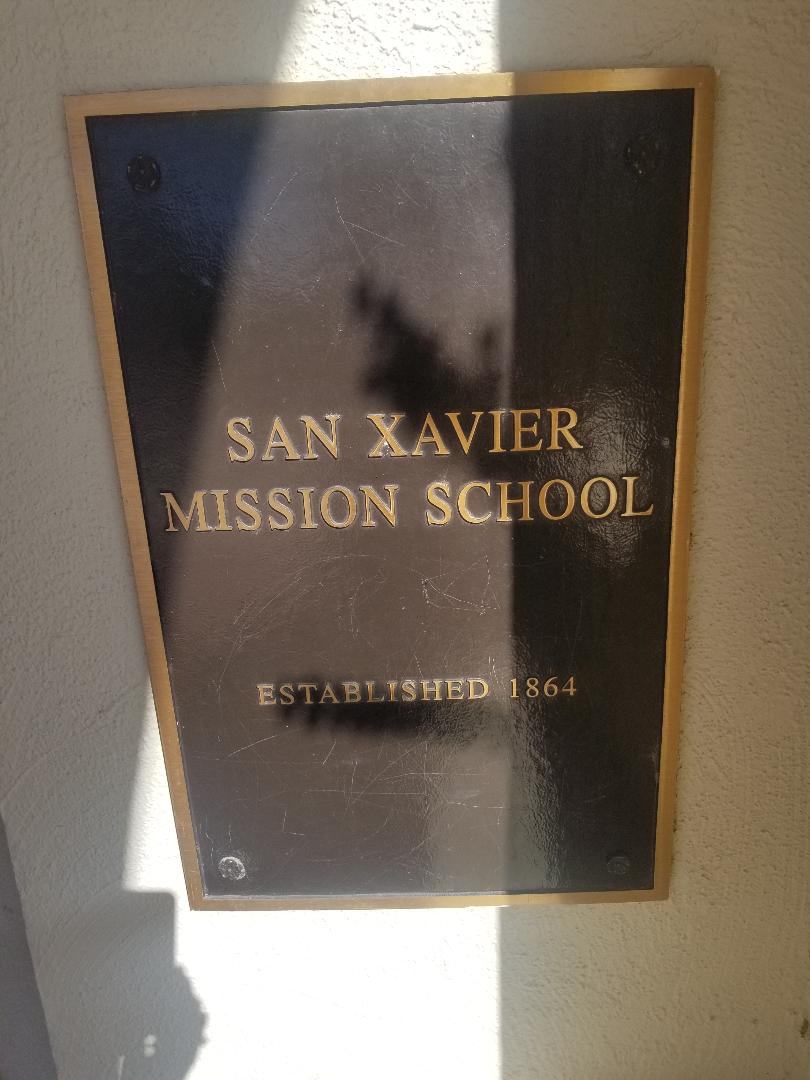 SAN XAVIER
MISSION SCHOOL
ESTABLISHED 1864